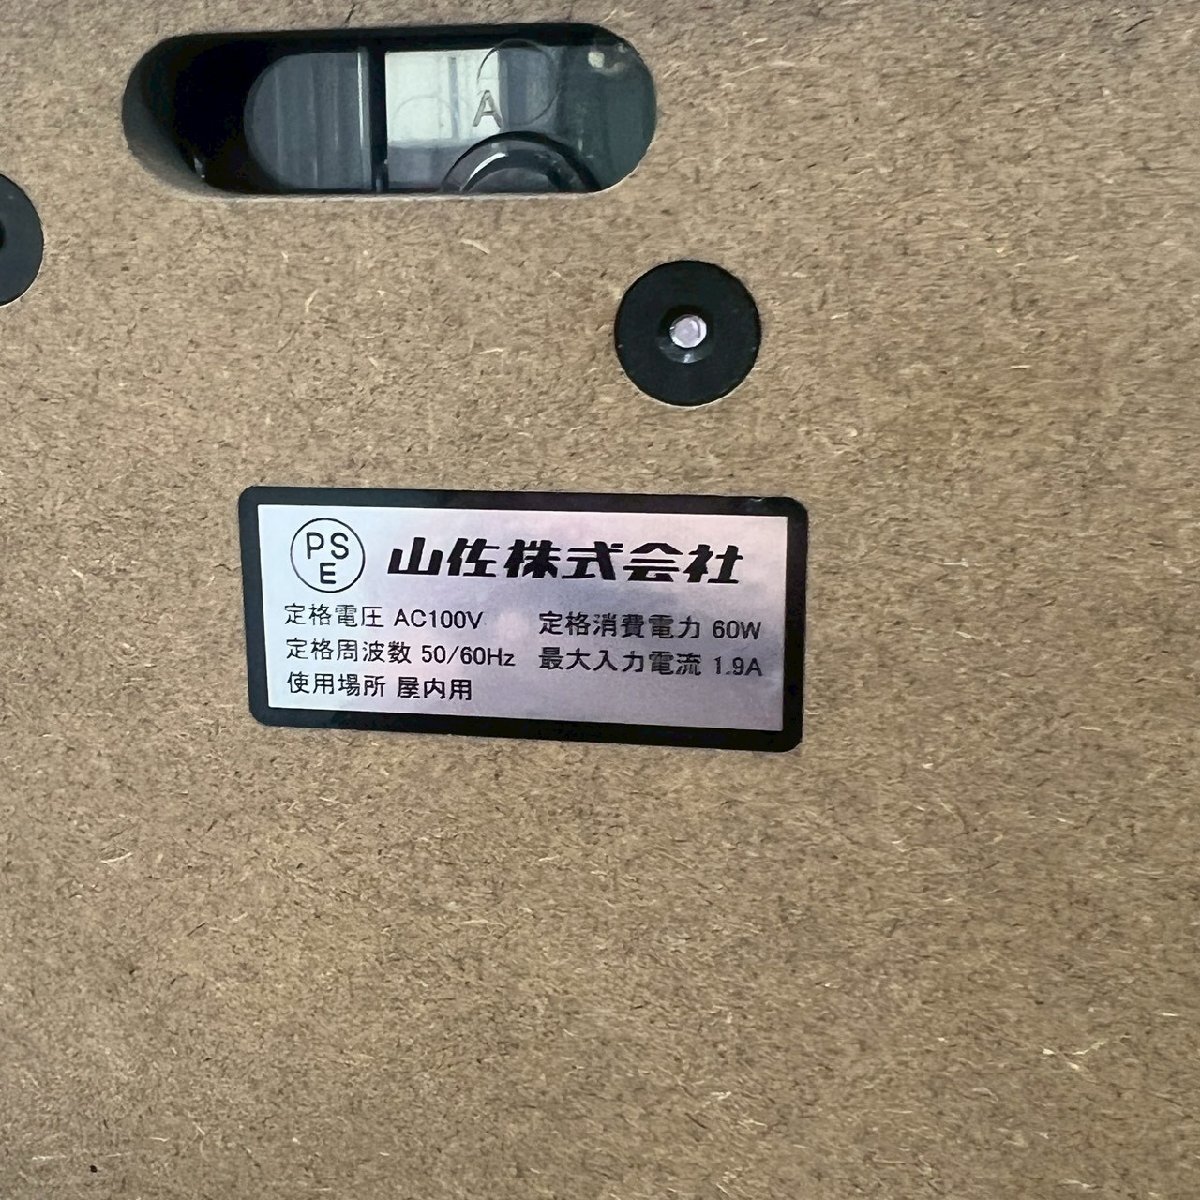 A
PSE 山佐株式会社
定格電圧 AC100V 定格消費電力 60W
定格周波数 50/60Hz 最大入力電流 1.9A
使用場所 屋内用